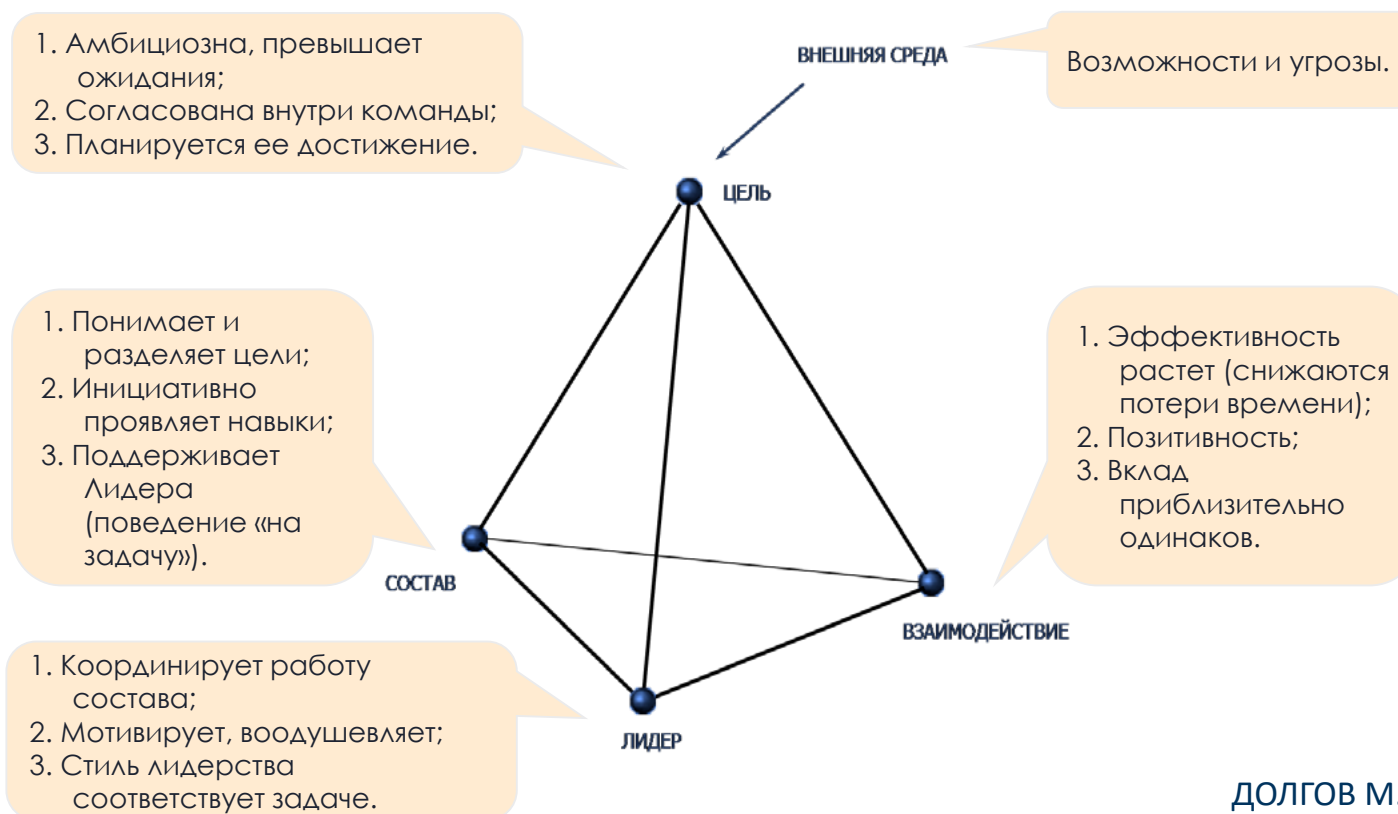 1. Амбициозна, превышает
ожидания;
2. Согласована внутри команды;
3. Планируется ее достижение.
ВНЕШНЯЯ СРЕДА
Возможности и угрозы.
ЦЕЛЬ
1. Понимает и
разделяет цели;
2. Инициативно
проявляет навыки;
3. Поддерживает
Лидера
(поведение «на
задачу»).
1. Эффективность
растет (снижаются
потери времени);
2. Позитивность;
3. Вклад
приблизительно
одинаков.
СОСТАВ
ВЗАИМОДЕЙСТВИЕ
1. Координирует работу
состава;
2. Мотивирует, воодушевляет;
3. Стиль лидерства
соответствует задаче.
ЛИДЕР
ДОЛГОВ М.